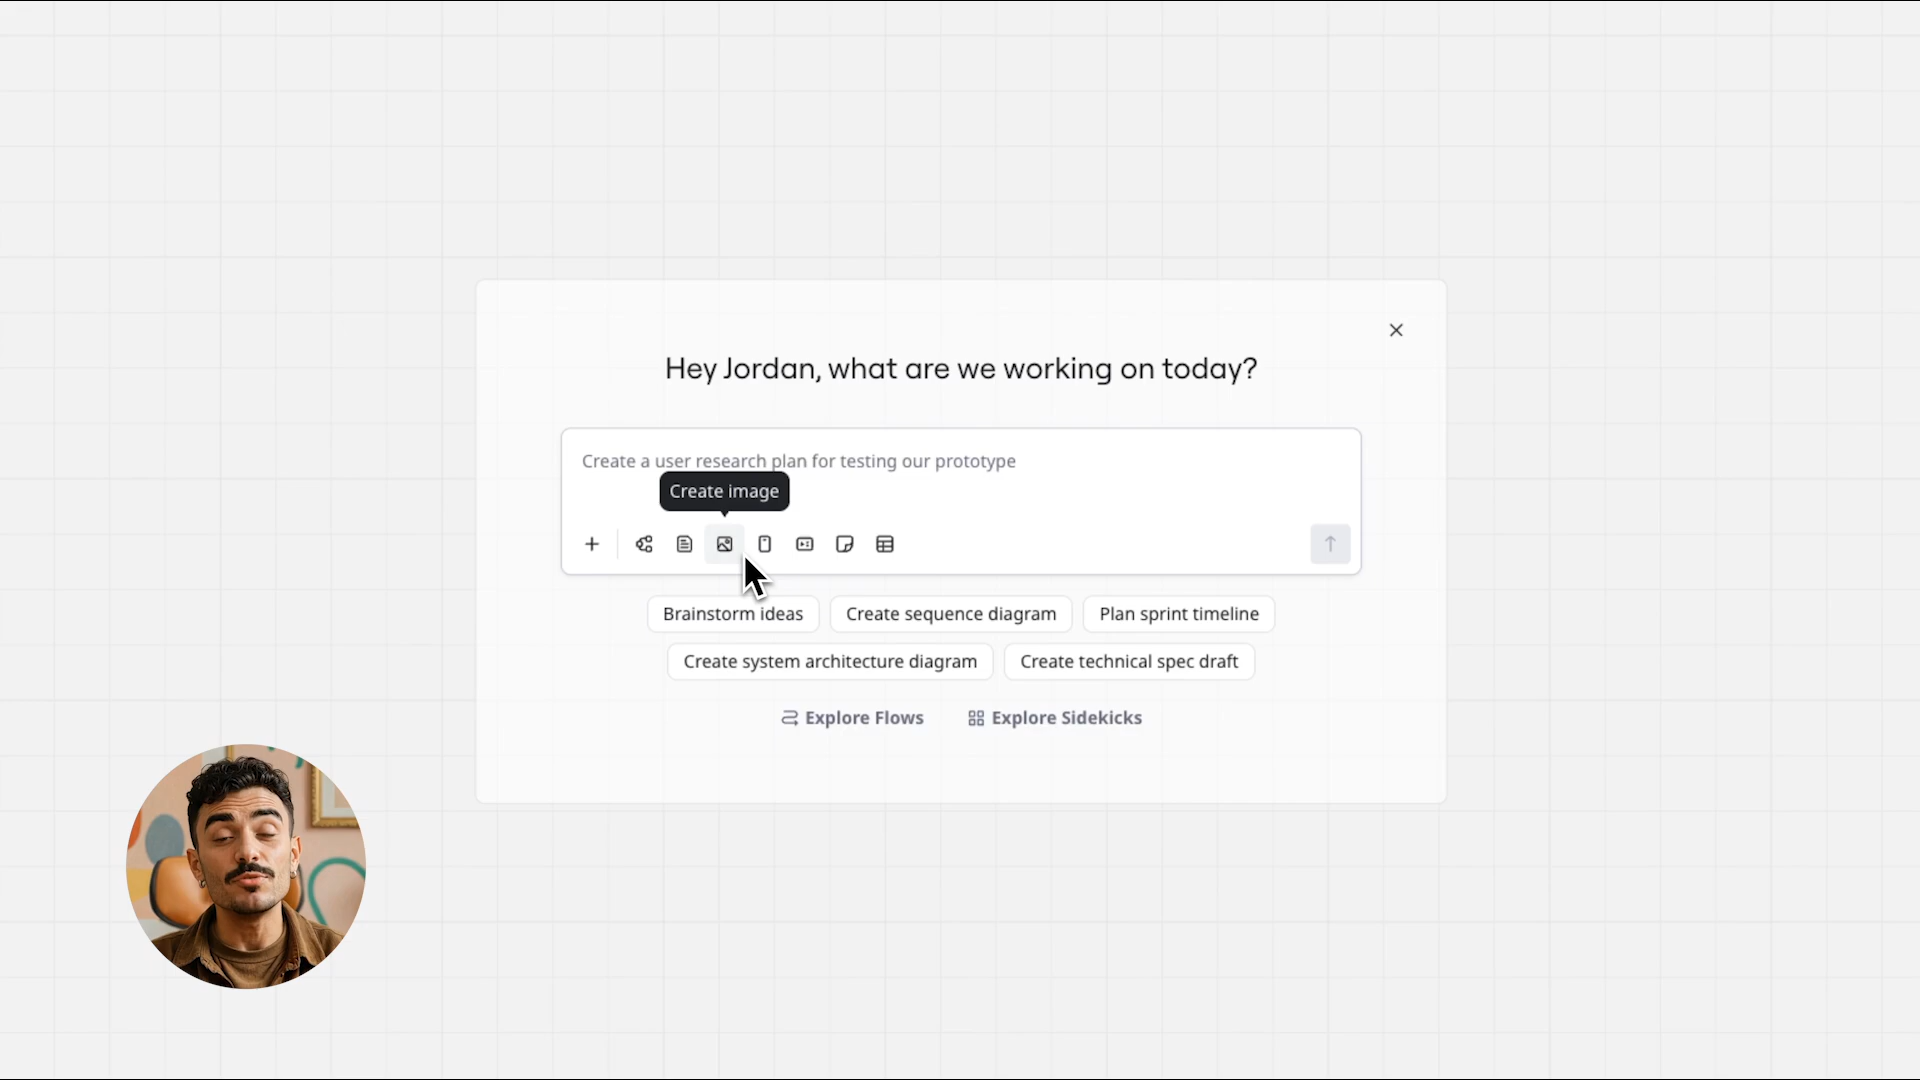 Hey Jordan, what are we working on today?
Create a user research plan for testing our prototype
Create image
Brainstorm ideas
Create sequence diagram
Plan sprint timeline
Create system architecture diagram
Create technical spec draft
Explore Flows
Explore Sidekicks